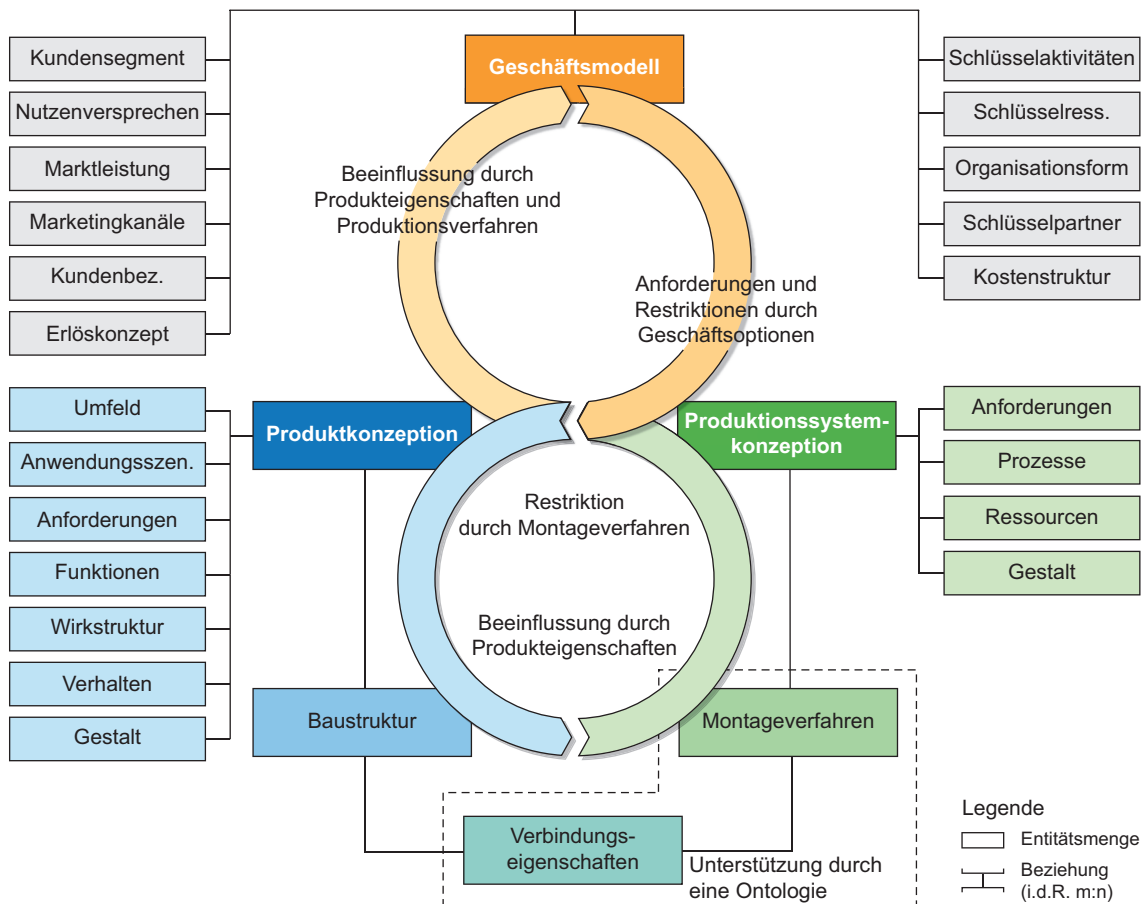 Geschäftsmodell
Kundensegment
Nutzenversprechen
Marktleistung
Marketingkanäle
Kundenbez.
Erlöskonzept
Schlüsselaktivitäten
Schlüsselress.
Organisationsform
Schlüsselpartner
Kostenstruktur
Beeinflussung durch
Produkteigenschaften und
Produktionsverfahren
Anforderungen und
Restriktionen durch
Geschäftsoptionen
Produktkonzeption
Umfeld
Anwendungsszen.
Anforderungen
Funktionen
Wirkstruktur
Verhalten
Gestalt
Produktionssystem-
konzeption
Anforderungen
Prozesse
Ressourcen
Gestalt
Restriktion
durch Montageverfahren
Beeinflussung durch
Produkteigenschaften
Baustruktur
Montageverfahren
Verbindungs-
eigenschaften
Unterstützung durch
eine Ontologie
Legende
Entitätsmenge
Beziehung
(i.d.R. m:n)